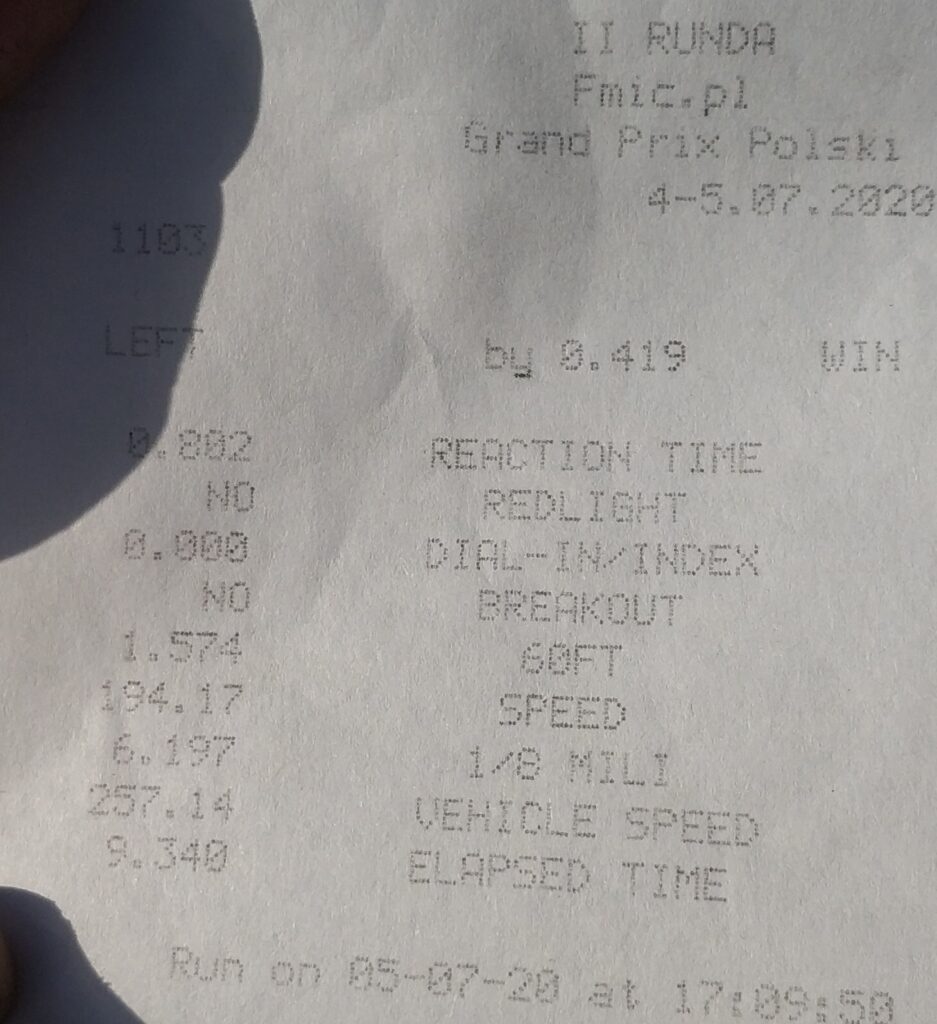 II RUNDA
Fmic.pl
Grand Prix Polski
4-5.07.2020
1103
LEFT by 0.419 WIN
0.802 REACTION TIME
NO REDLIGHT
0.000 DIAL-IN/INDEX
NO BREAKOUT
1.574 60FT
194.17 SPEED
6.197 1/8 MILI
257.14 VEHICLE SPEED
9.340 ELAPSED TIME
Run on 05-07-20 at 17:09:50